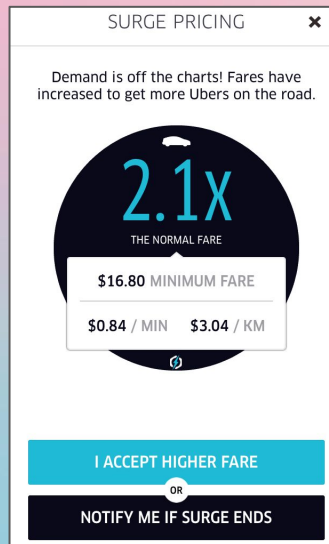 SURGE PRICING ×
Demand is off the charts! Fares have
increased to get more Ubers on the road.
2.1x
THE NORMAL FARE
$16.80 MINIMUM FARE
$0.84 / MIN $3.04 / KM
I ACCEPT HIGHER FARE
OR
NOTIFY ME IF SURGE ENDS